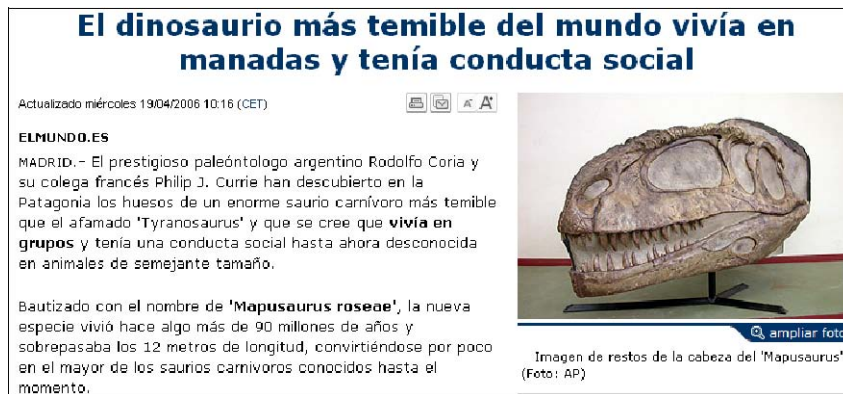 El dinosaurio más temible del mundo vivía en
manadas y tenía conducta social
Actualizado miércoles 19/04/2006 10:16 (CET)
A A
ELMUNDO.ES
MADRID.- El prestigioso paleóntologo argentino Rodolfo Coria y
su colega francés Philip J. Currie han descubierto en la
Patagonia los huesos de un enorme saurio carnívoro más temible
que el afamado 'Tyranosaurus' y que se cree que vivía en
grupos y tenía una conducta social hasta ahora desconocida
en animales de semejante tamaño.
Bautizado con el nombre de 'Mapusaurus roseae', la nueva
especie vivió hace algo más de 90 millones de años y
sobrepasaba los 12 metros de longitud, convirtiéndose por poco
en el mayor de los saurios carnivoros conocidos hasta el
momento.
ampliar foto
Imagen de restos de la cabeza del 'Mapusaurus'
(Foto: AP)